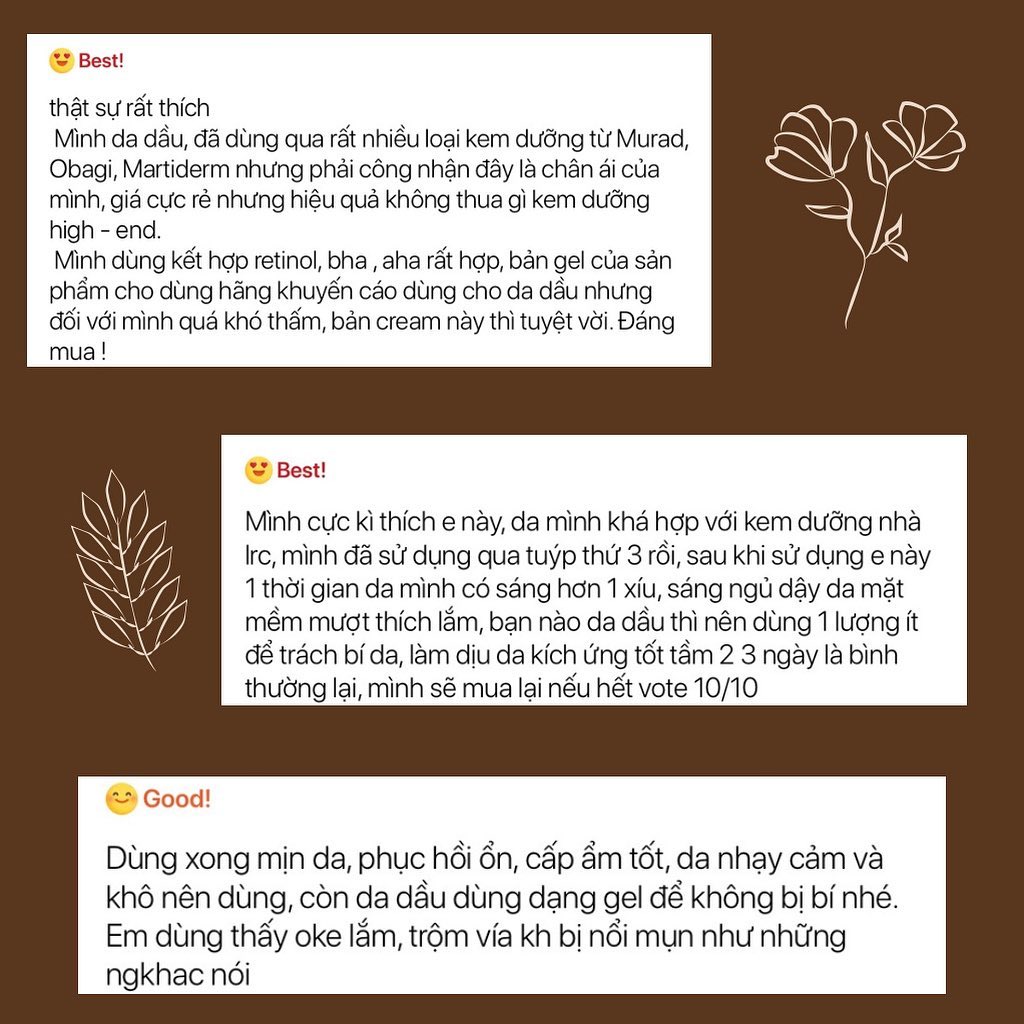 Best!
thật sự rất thích
Mình da dầu, đã dùng qua rất nhiều loại kem dưỡng từ Murad,
Obagi, Martiderm nhưng phải công nhận đây là chân ái của
mình, giá cực rẻ nhưng hiệu quả không thua gì kem dưỡng
high - end.
Mình dùng kết hợp retinol, bha , aha rất hợp, bản gel của sản
phẩm cho dùng hãng khuyến cáo dùng cho da dầu nhưng
đối với mình quá khó thấm, bản cream này thì tuyệt vời. Đáng
mua !
Best!
Mình cực kì thích e này, da mình khá hợp với kem dưỡng nhà
lrc, mình đã sử dụng qua tuýp thứ 3 rồi, sau khi sử dụng e này
1 thời gian da mình có sáng hơn 1 xíu, sáng ngủ dậy da mặt
mềm mượt thích lắm, bạn nào da dầu thì nên dùng 1 lượng ít
để trách bí da, làm dịu da kích ứng tốt tầm 2 3 ngày là bình
thường lại, mình sẽ mua lại nếu hết vote 10/10
Good!
Dùng xong mịn da, phục hồi ổn, cấp ẩm tốt, da nhạy cảm và
khô nên dùng, còn da dầu dùng dạng gel để không bị bí nhé.
Em dùng thấy oke lắm, trộm vía kh bị nổi mụn như những
ngkhac nói